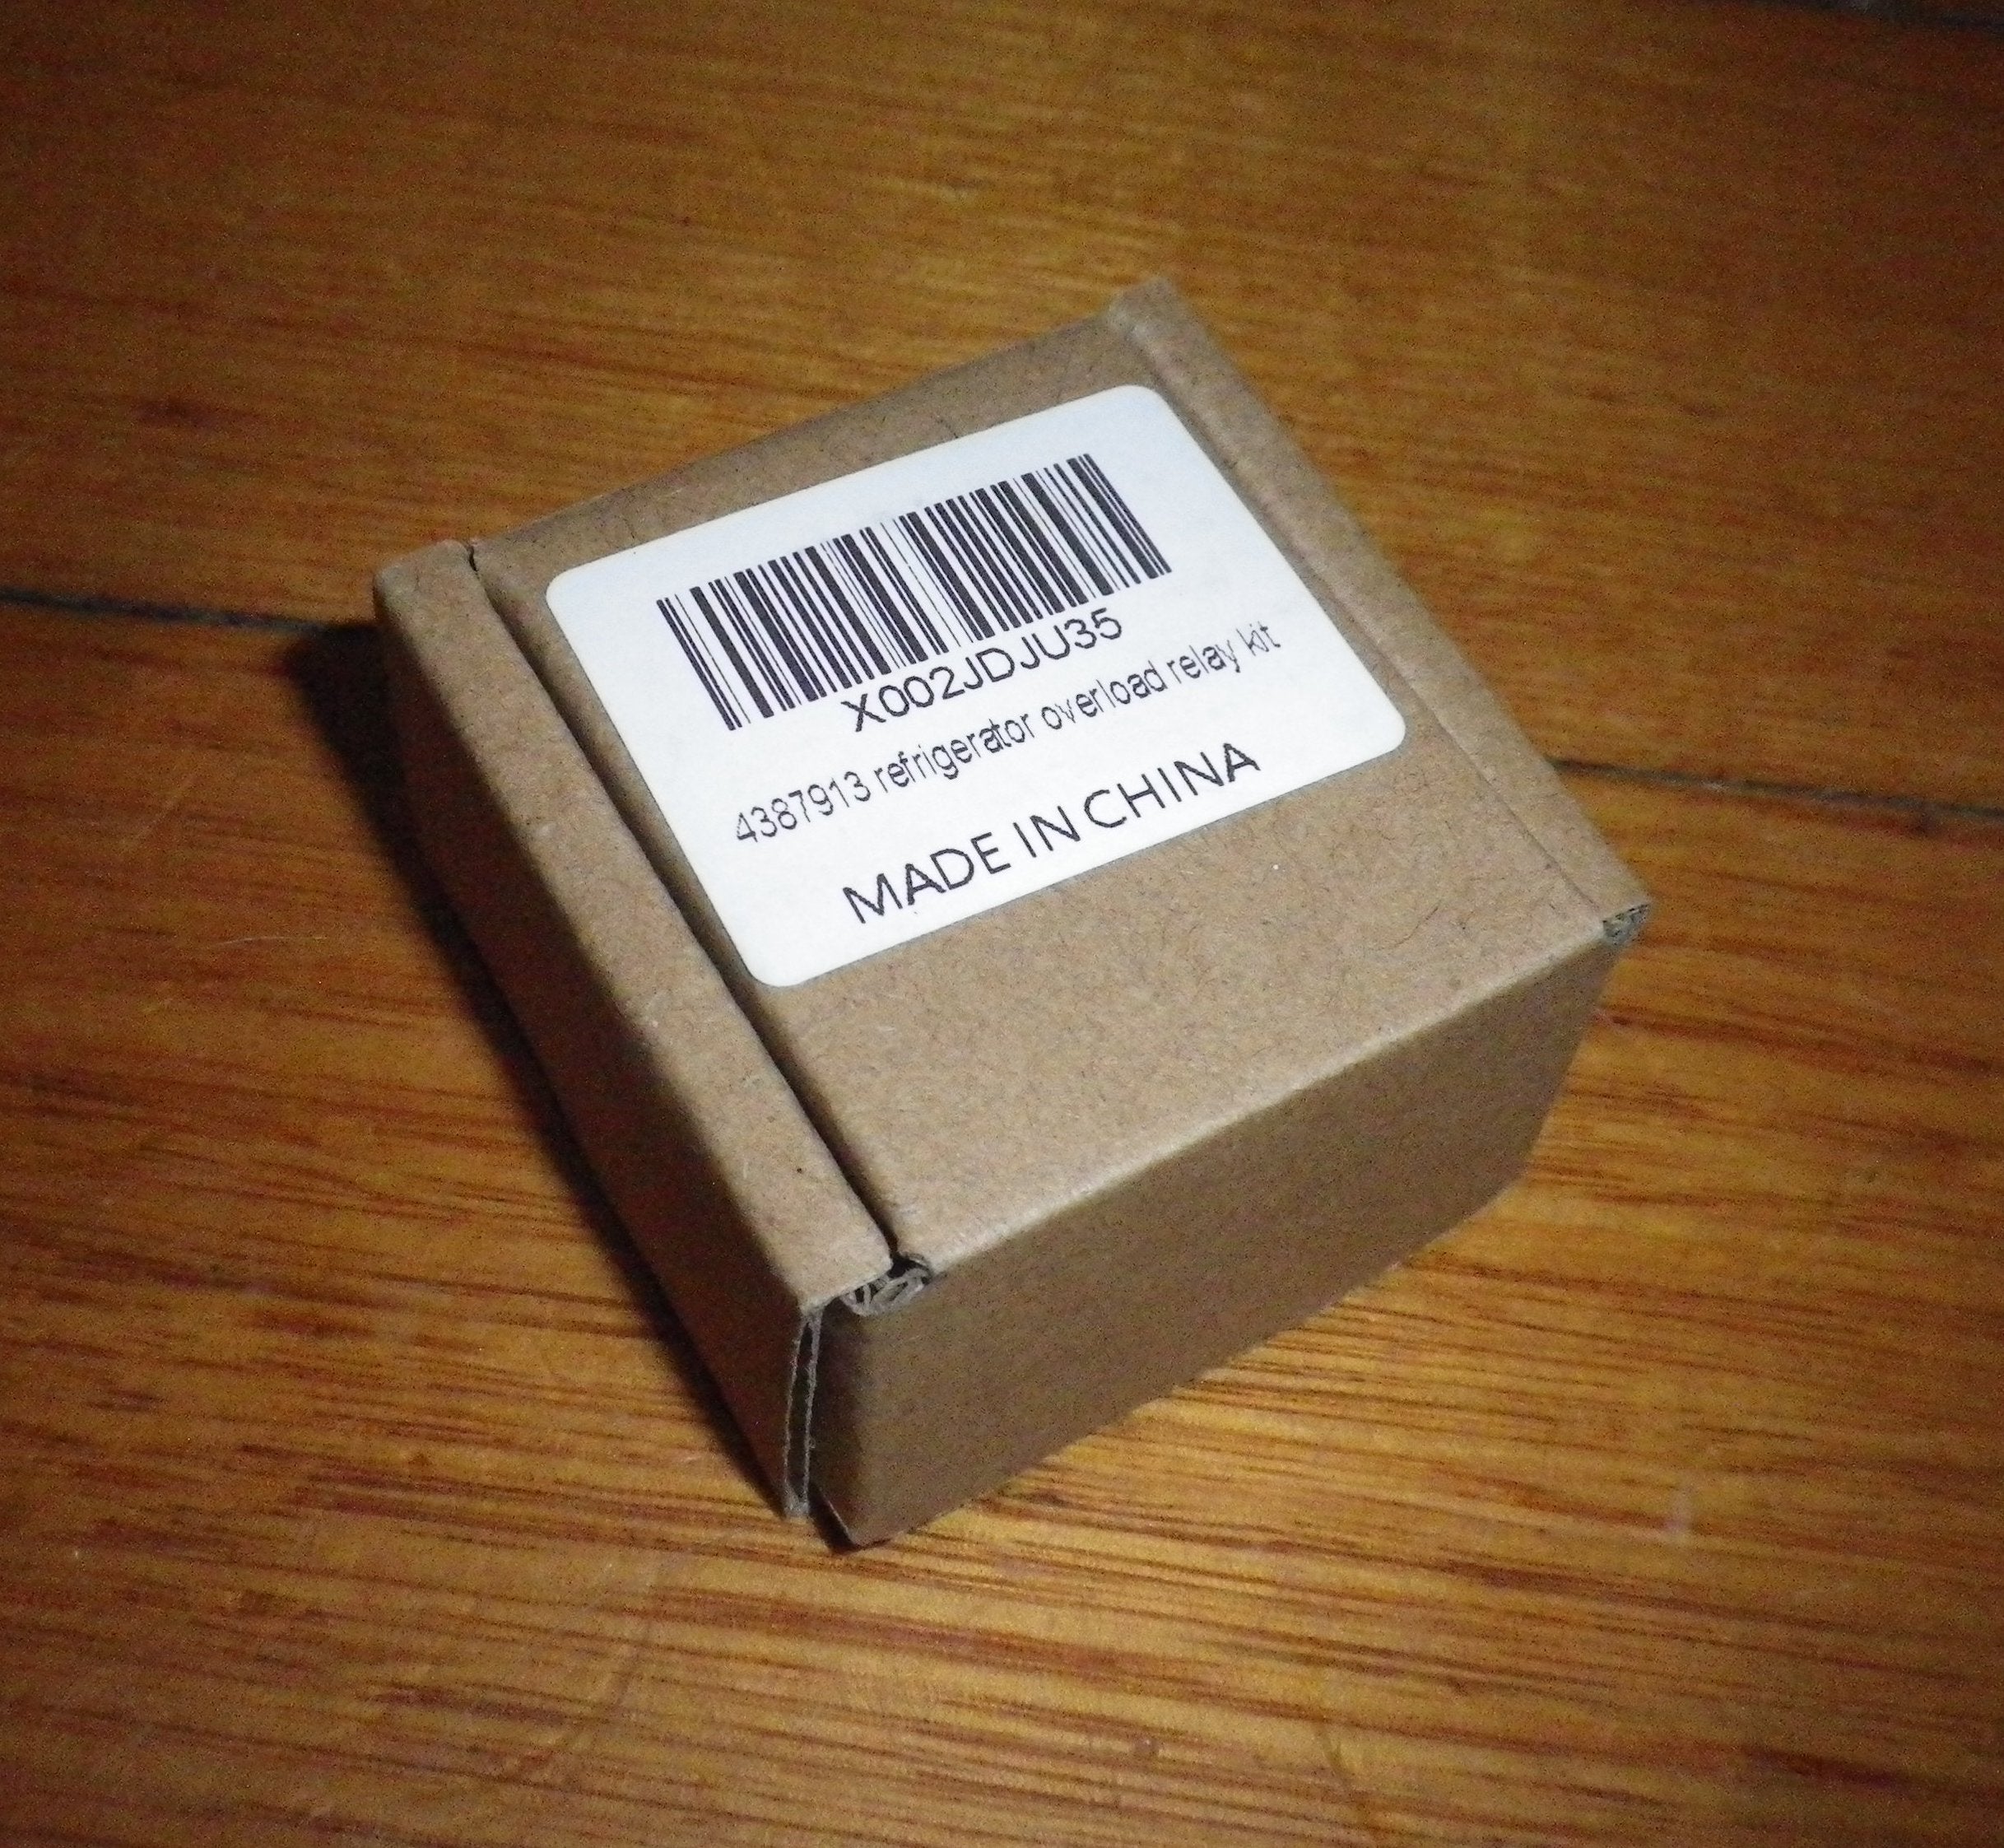 X002JDJU35
4387913 refrigerator overload relay kit
MADE IN CHINA